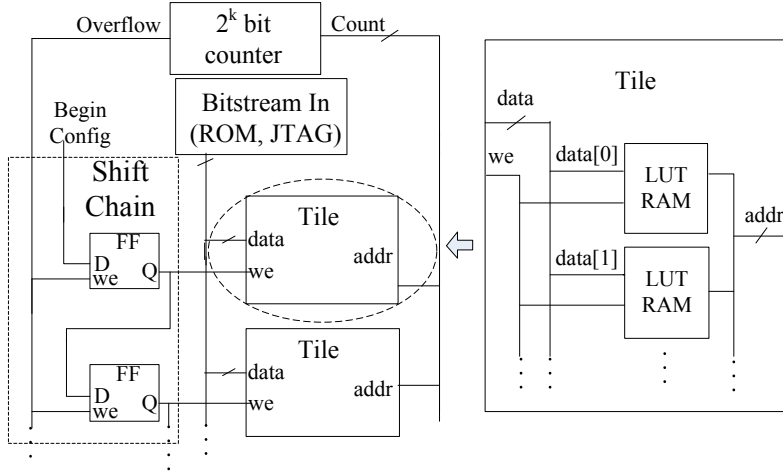 Overflow
2^k bit
counter
Count
Begin
Config
Bitstream In
(ROM, JTAG)
Shift
Chain
FF
D
we
Q
Tile
data
we
addr
FF
D
we
Q
Tile
data
we
addr
Tile
data
we
data[0]
LUT
RAM
addr
data[1]
LUT
RAM